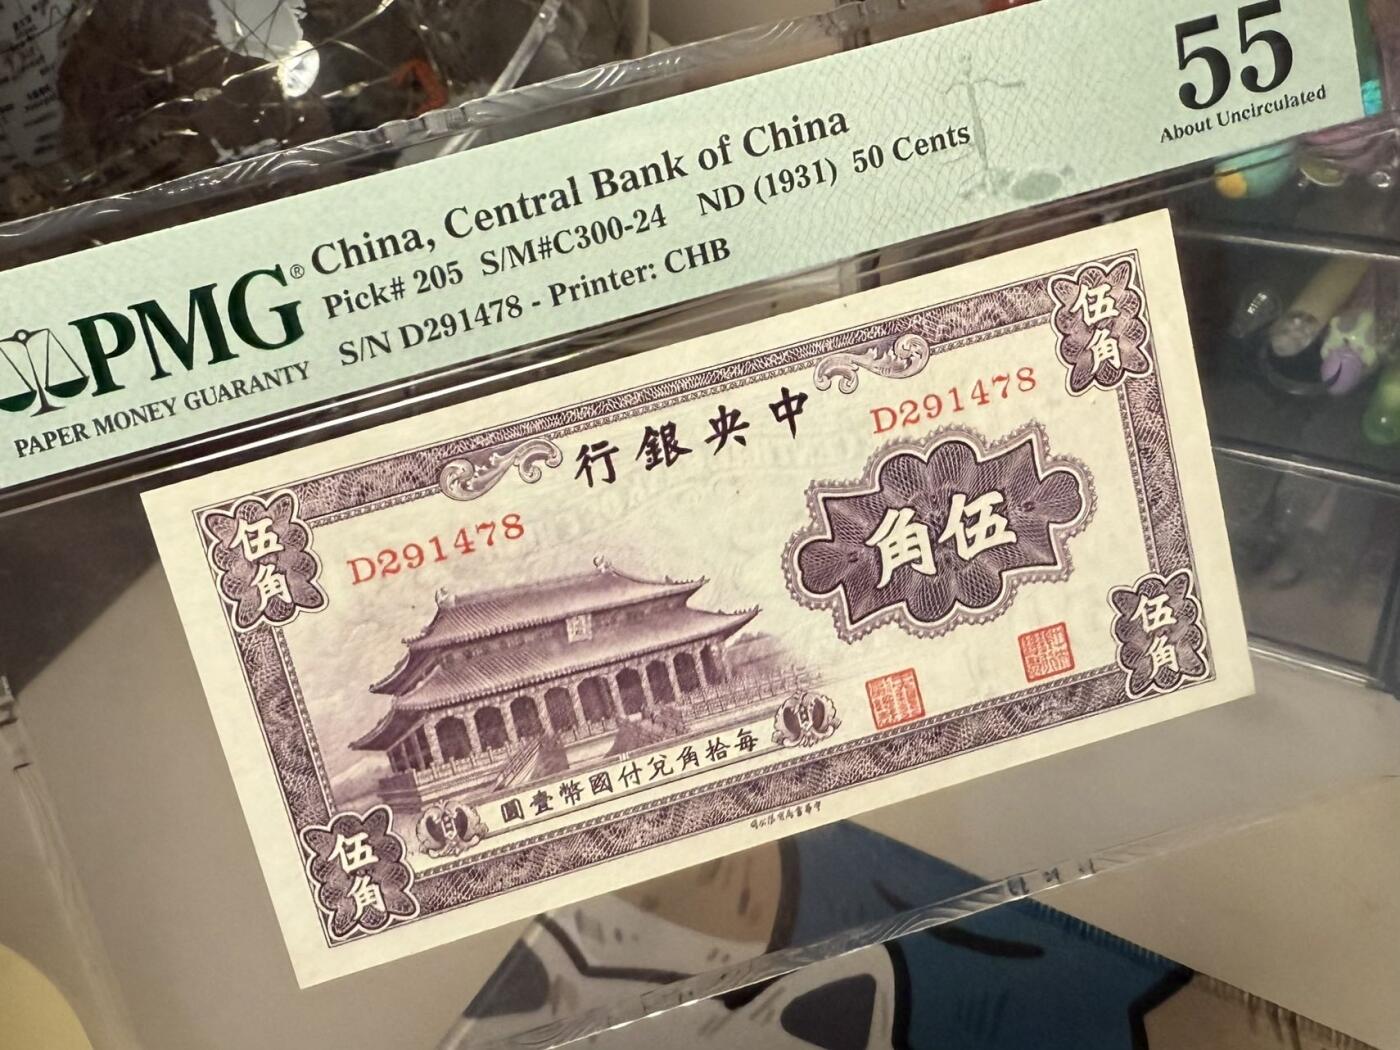 PMG®
PAPER MONEY GUARANTY
China, Central Bank of China
Pick# 205 S/M#C300-24 ND (1931) 50 Cents
S/N D291478 - Printer: CHB
55
About Uncirculated
行銀央中
D291478
D291478
伍角
伍角
角伍
伍角
伍角
圓壹幣國付兌角拾每